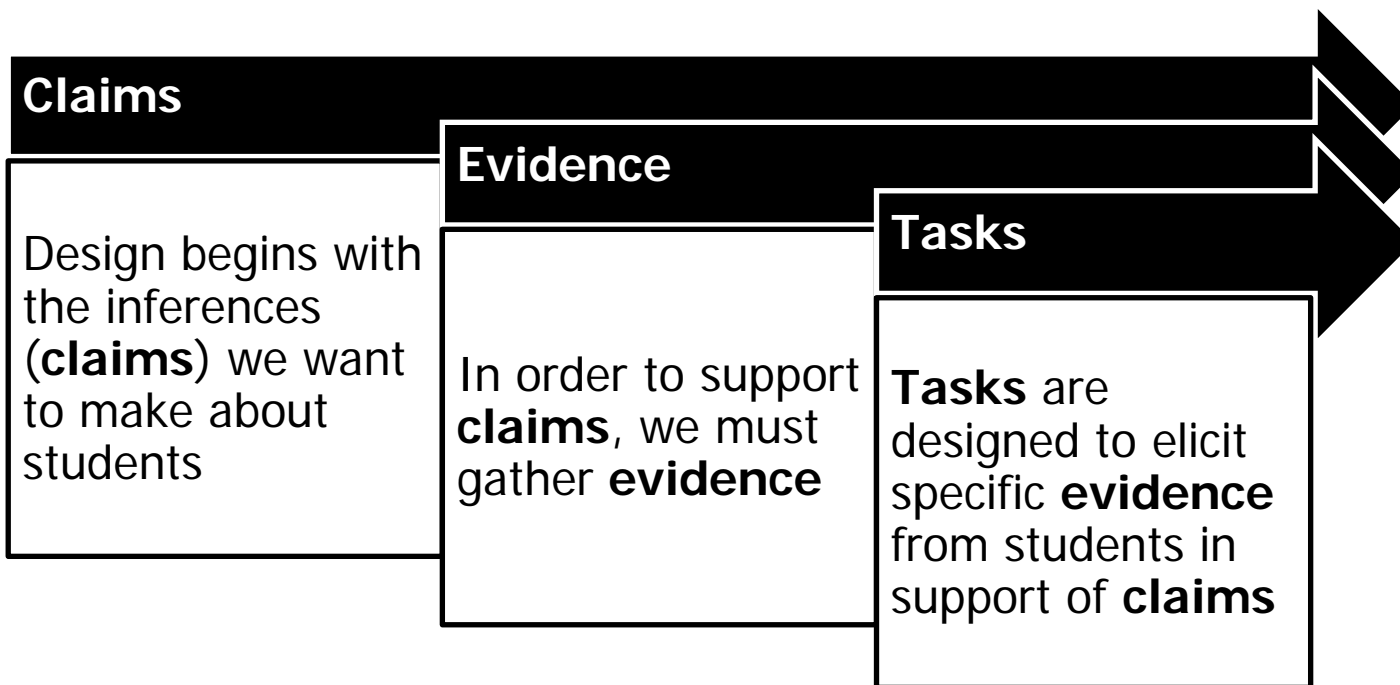 Claims
Design begins with
the inferences
(claims) we want
to make about
students
Evidence
In order to support
claims, we must
gather evidence
Tasks
Tasks are
designed to elicit
specific evidence
from students in
support of claims